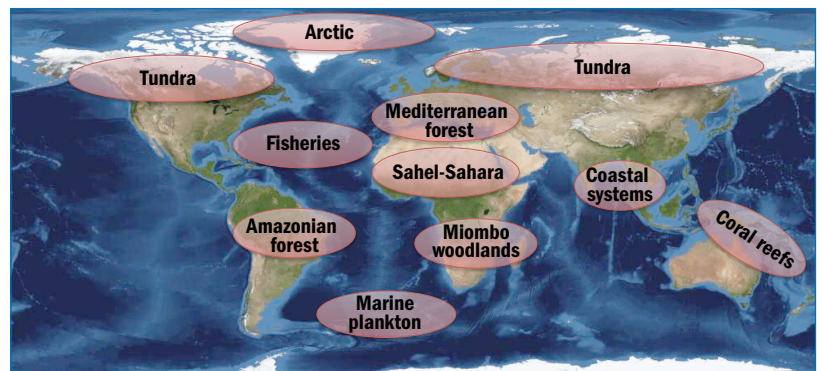 Arctic
Tundra
Tundra
Mediterranean
forest
Fisheries
Sahel-Sahara
Coastal
systems
Amazonian
forest
Miombo
woodlands
Coral reefs
Marine
plankton